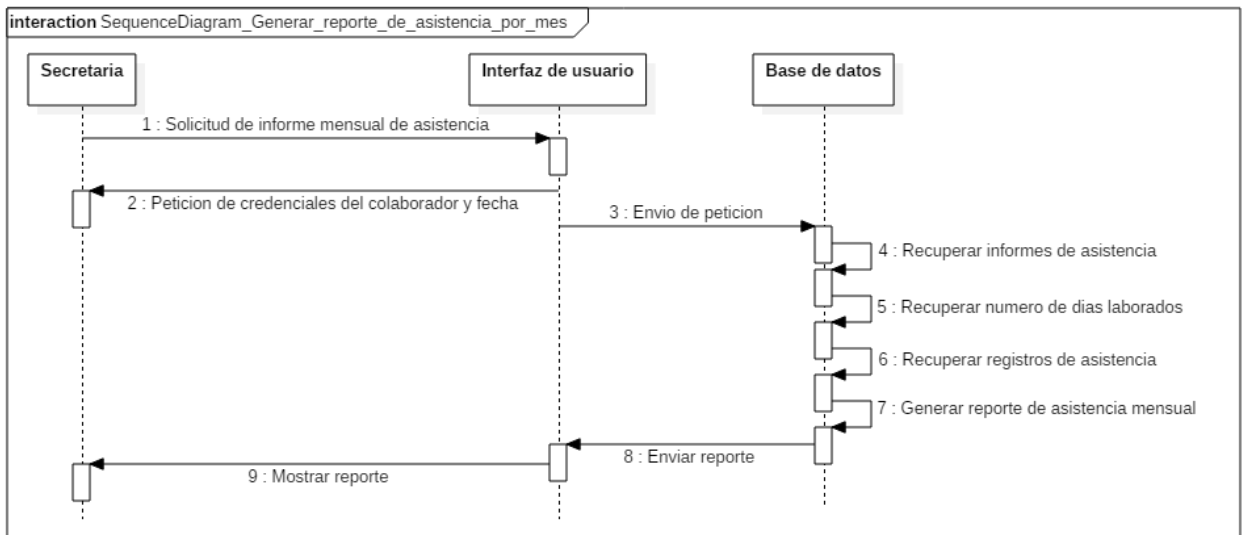 interaction SequenceDiagram_Generar_reporte_de_asistencia_por_mes
Secretaria
Interfaz de usuario
Base de datos
1 : Solicitud de informe mensual de asistencia
2 : Peticion de credenciales del colaborador y fecha
3 : Envio de peticion
4 : Recuperar informes de asistencia
5 : Recuperar numero de dias laborados
6 : Recuperar registros de asistencia
7 : Generar reporte de asistencia mensual
8 : Enviar reporte
9 : Mostrar reporte